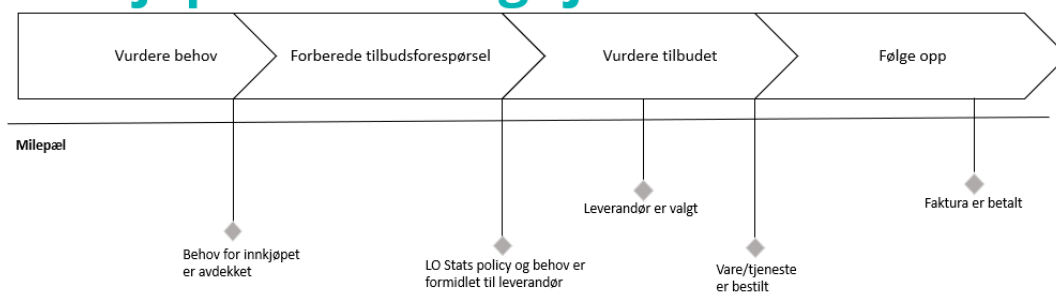 Vurdere behov
Forberede tilbudsforespørsel
Vurdere tilbudet
Følge opp
Milepæl
Leverandør er valgt
Faktura er betalt
Behov for innkjøpet
er avdekket
LO Stats policy og behov er
formidlet til leverandør
Vare/tjeneste
er bestilt